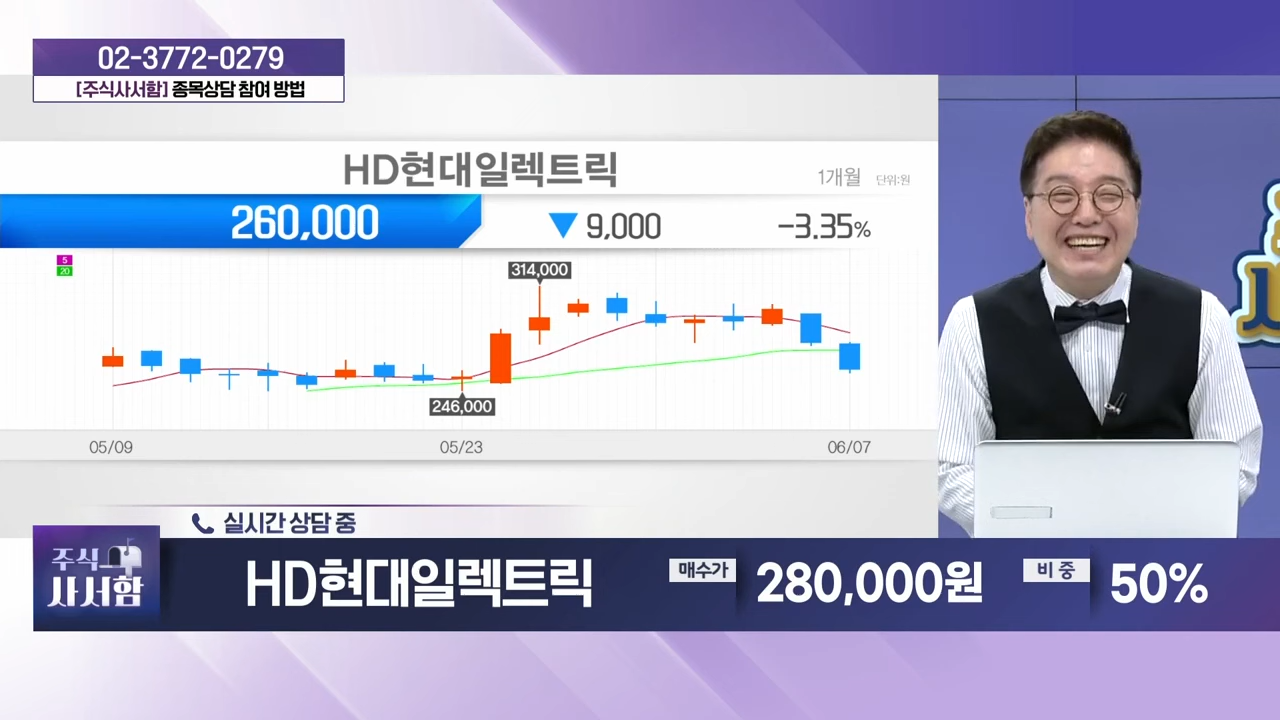 02-3772-0279
[주식사서함] 종목상담 참여 방법
HD현대일렉트릭
1개월 단위:원
260,000 ▼ 9,000 -3.35%
5
20
314,000
246,000
05/09 05/23 06/07
실시간 상담 중
주식
사서함
HD현대일렉트릭 매수가 280,000원 비중 50%